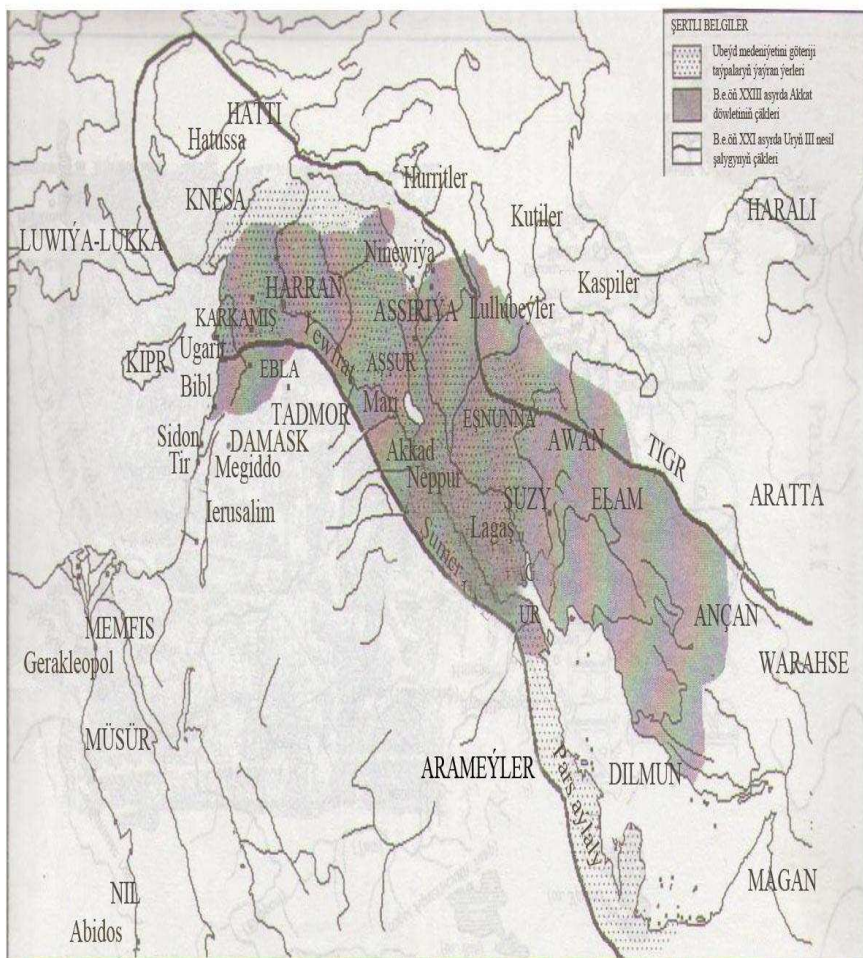 ŞERTLI BELGILER
Ubeýd medeniýetini göteriji
taýpalaryň ýaýran ýerleri
B.e.öň XXIII asyrda Akkat
döwletiniň çäkleri
B.e.öň XXI asyrda Uryň III nesil
şalygynyň çäkleri
HATTI
Hatussa
Hurritler
KNESA
Kutiler
HARALI
LUWIÝA-LUKKA
Ninewiýa
Kaspiler
HARRAN
KARKAMIŞ
ASSIRIÝA
Lullubeýler
Ugarit
Ýewfrat
KIPR
EBLA
AŞŞUR
Bibl
TADMOR
Mari
EŞNUNNA
Sidon
DAMASK
Akkad
AWAN
TIGR
Tir
Megiddo
Neppur
SUZY
ELAM
ARATTA
Ierusalim
Lagaş
Sumer
UR
ANÇAN
MEMFIS
Gerakleopol
WARAHSE
MÜSÜR
ARAMEÝLER
Pars aýlaly
DILMUN
MAGAN
NIL
Abidos